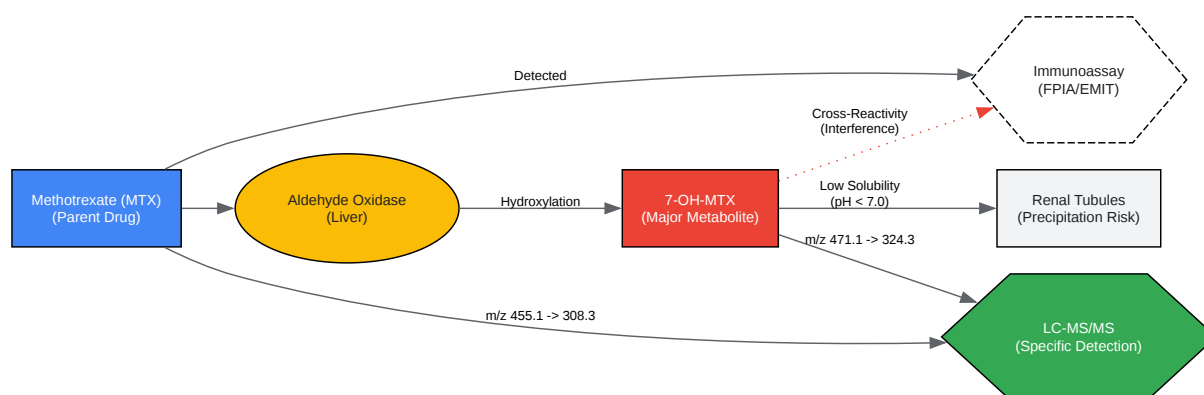 Detected
Immunoassay
(FPIA/EMIT)
Cross-Reactivity
(Interference)
Methotrexate (MTX)
(Parent Drug)
Aldehyde Oxidase
(Liver)
Hydroxylation
7-OH-MTX
(Major Metabolite)
Low Solubility
(pH < 7.0)
Renal Tubules
(Precipitation Risk)
m/z 471.1 -> 324.3
m/z 455.1 -> 308.3
LC-MS/MS
(Specific Detection)